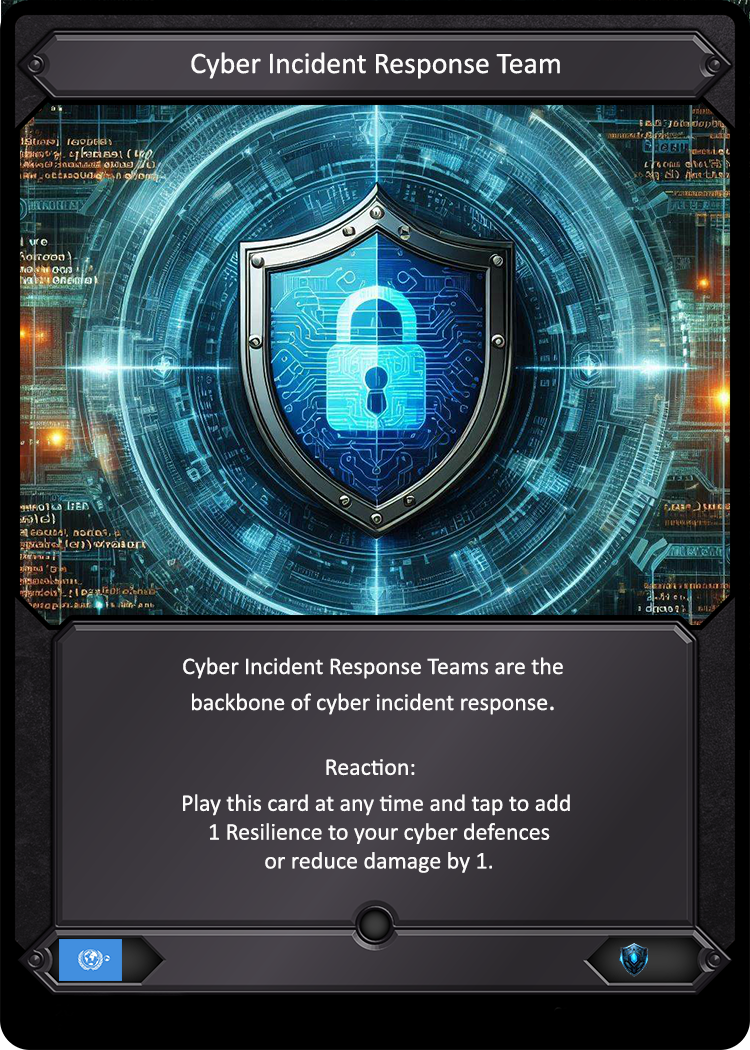 Cyber Incident Response Team
Cyber Incident Response Teams are the
backbone of cyber incident response.
Reaction:
Play this card at any time and tap to add
1 Resilience to your cyber defences
or reduce damage by 1.